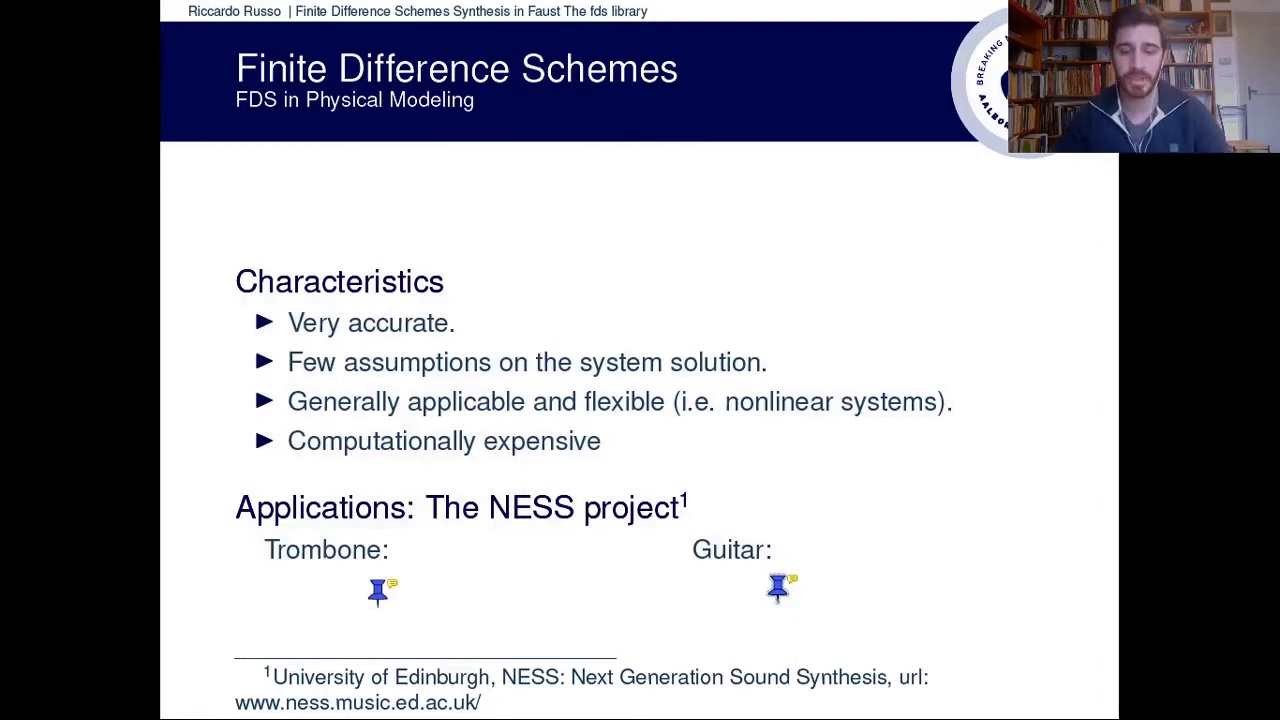 Riccardo Russo | Finite Difference Schemes Synthesis in Faust The fds library
Finite Difference Schemes
FDS in Physical Modeling
BREAKING
AALBOR
Characteristics
Very accurate.
Few assumptions on the system solution.
Generally applicable and flexible (i.e. nonlinear systems).
Computationally expensive
Applications: The NESS project1
Trombone:
Guitar:
1University of Edinburgh, NESS: Next Generation Sound Synthesis, url:
www.ness.music.ed.ac.uk/